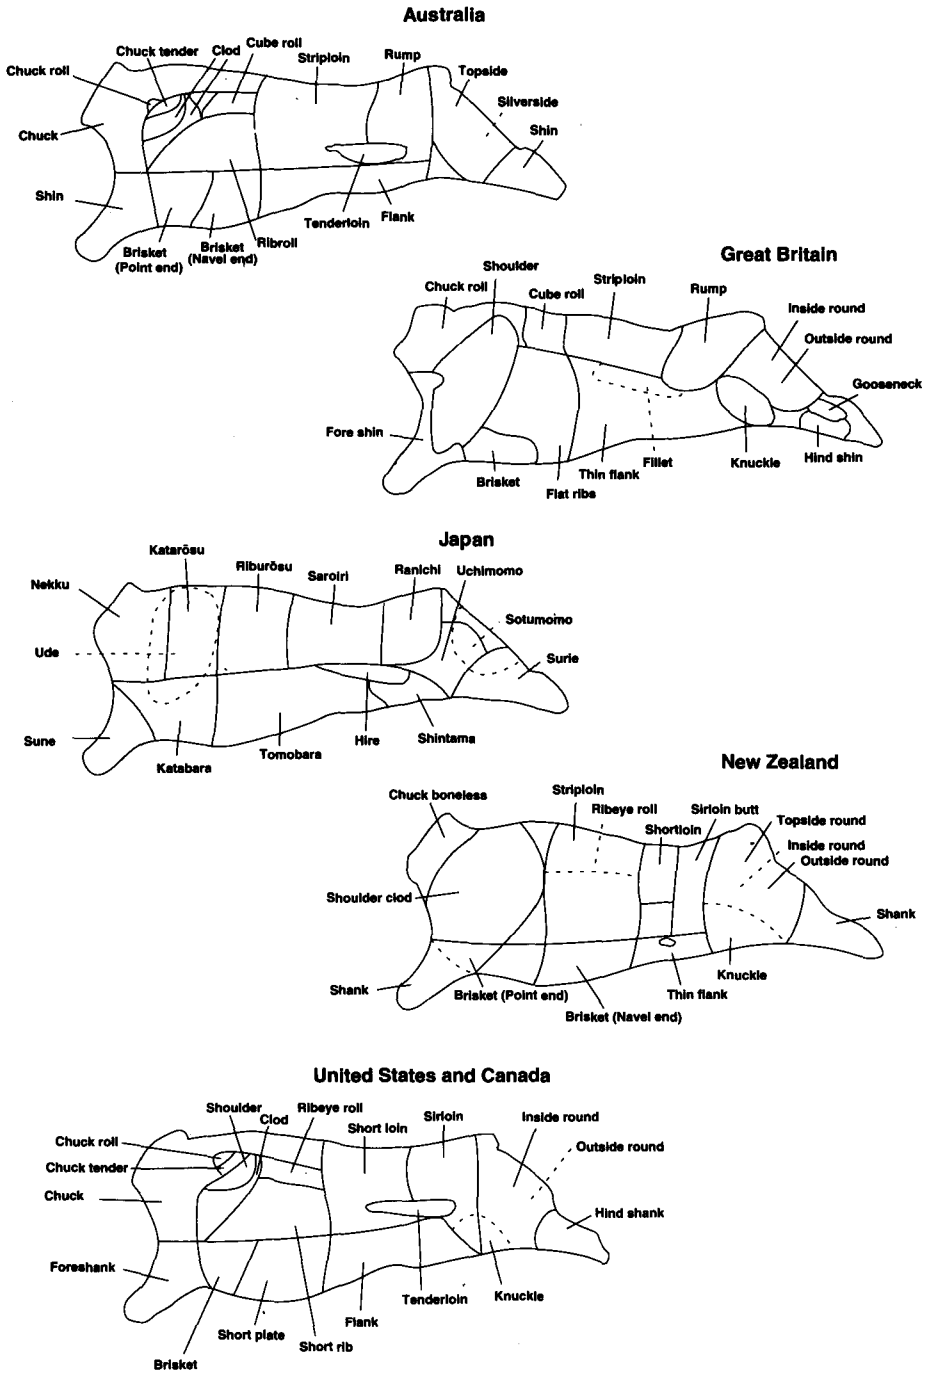 Australia
Chuck tender
Clod
Cube roll
Striploin
Rump
Chuck roll
Topside
Silverside
Chuck
Shin
Shin
Tenderloin
Flank
Brisket
(Point end)
Brisket
(Navel end)
Ribroll
Great Britain
Shoulder
Chuck roll
Cube roll
Striploin
Rump
Inside round
Outside round
Gooseneck
Fore shin
Brisket
Flat ribs
Thin flank
Fillet
Knuckle
Hind shin
Japan
Katarōsu
Nekku
Riburōsu
Saroiri
Ranichi
Uchimomo
Sotumomo
Ude
Surie
Sune
Katabara
Tomobara
Hire
Shintama
New Zealand
Chuck boneless
Striploin
Ribeye roll
Shortloin
Sirloin butt
Topside round
Inside round
Outside round
Shoulder clod
Shank
Shank
Brisket (Point end)
Brisket (Navel end)
Thin flank
Knuckle
United States and Canada
Shoulder
Clod
Ribeye roll
Short loin
Sirloin
Inside round
Chuck roll
Outside round
Chuck tender
Chuck
Hind shank
Foreshank
Brisket
Short plate
Short rib
Flank
Tenderloin
Knuckle